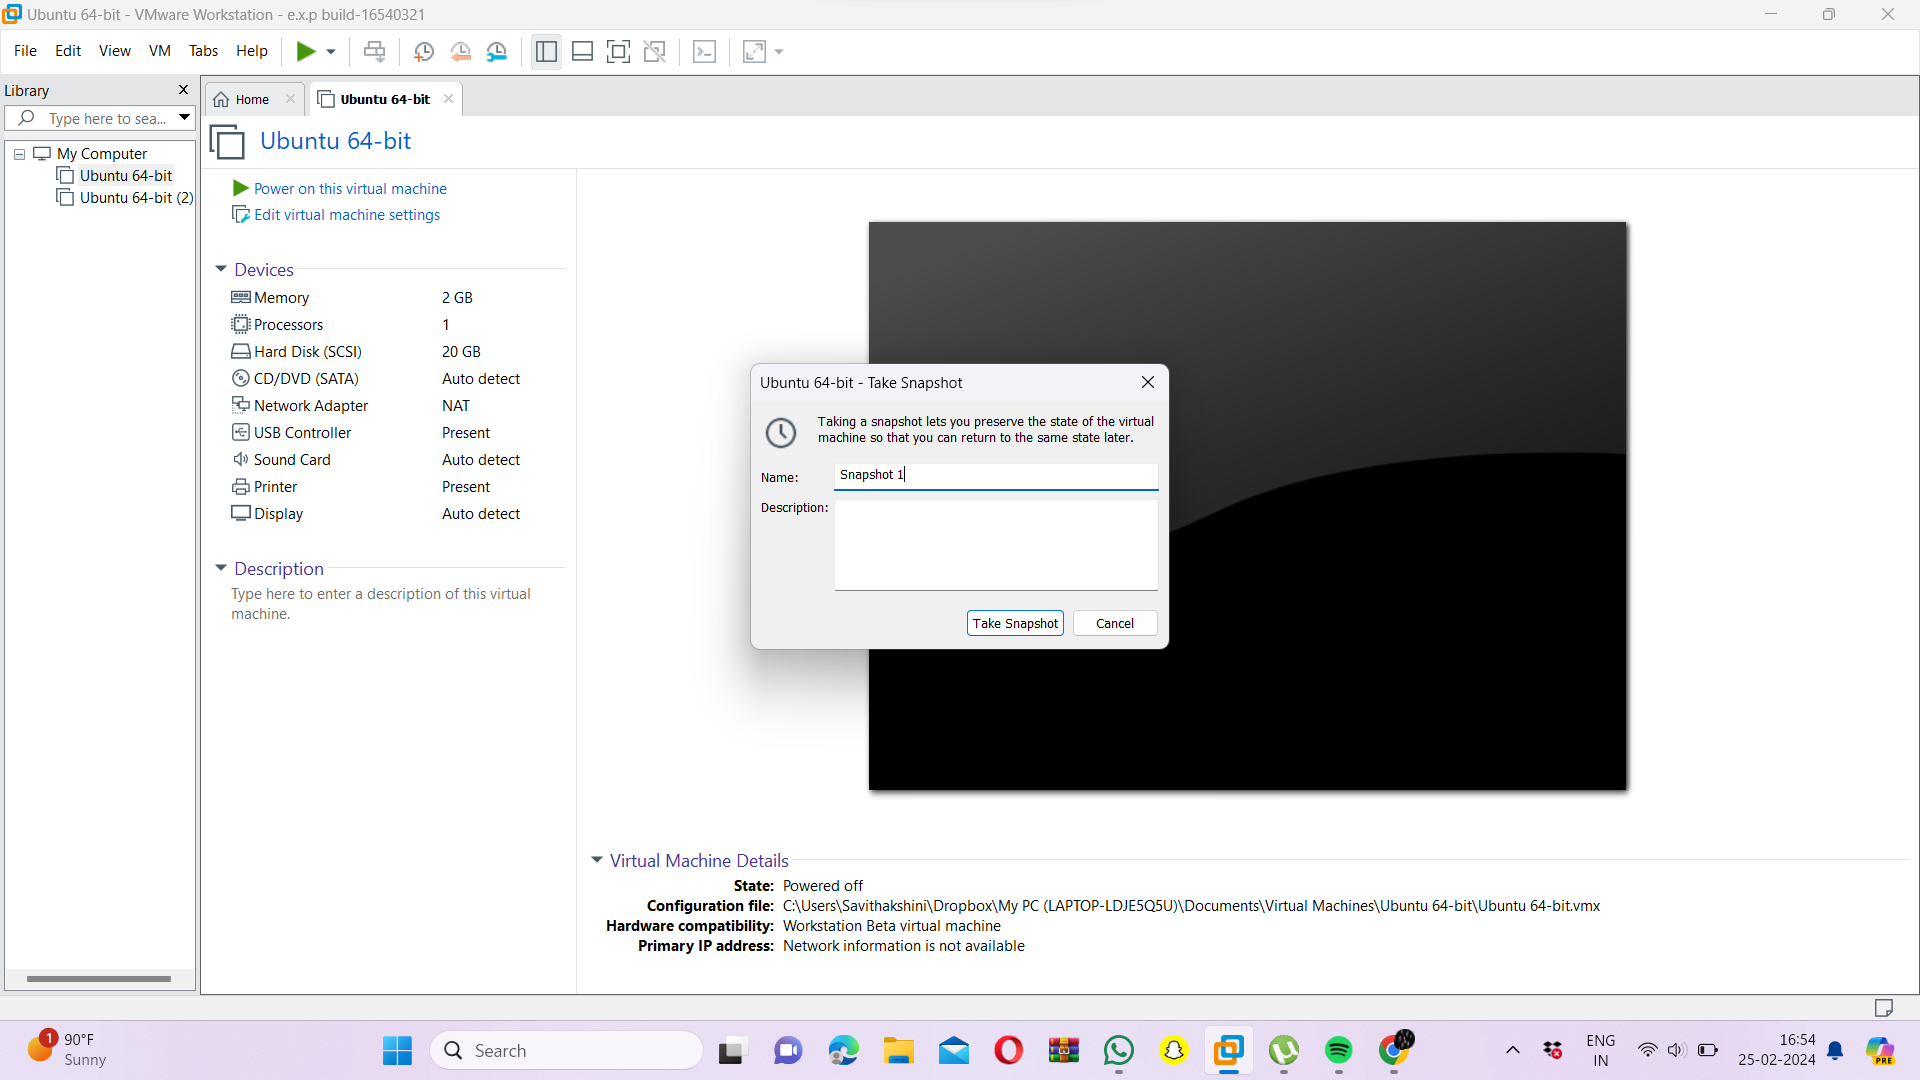 Ubuntu 64-bit - VMware Workstation - e.x.p build-16540321
File Edit View VM Tabs Help
Library
Type here to sea...
My Computer
Ubuntu 64-bit
Ubuntu 64-bit (2)
Home
Ubuntu 64-bit
Ubuntu 64-bit
Power on this virtual machine
Edit virtual machine settings
Devices
Memory 2 GB
Processors 1
Hard Disk (SCSI) 20 GB
CD/DVD (SATA) Auto detect
Network Adapter NAT
USB Controller Present
Sound Card Auto detect
Printer Present
Display Auto detect
Description
Type here to enter a description of this virtual
machine.
Ubuntu 64-bit - Take Snapshot
Taking a snapshot lets you preserve the state of the virtual
machine so that you can return to the same state later.
Name: Snapshot 1
Description:
Take Snapshot Cancel
Virtual Machine Details
State: Powered off
Configuration file: C:\Users\Savithakshini\Dropbox\My PC (LAPTOP-LDJE5Q5U)\Documents\Virtual Machines\Ubuntu 64-bit\Ubuntu 64-bit.vmx
Hardware compatibility: Workstation Beta virtual machine
Primary IP address: Network information is not available
1
90°F
Sunny
Search
ENG
IN
16:54
25-02-2024
PRE